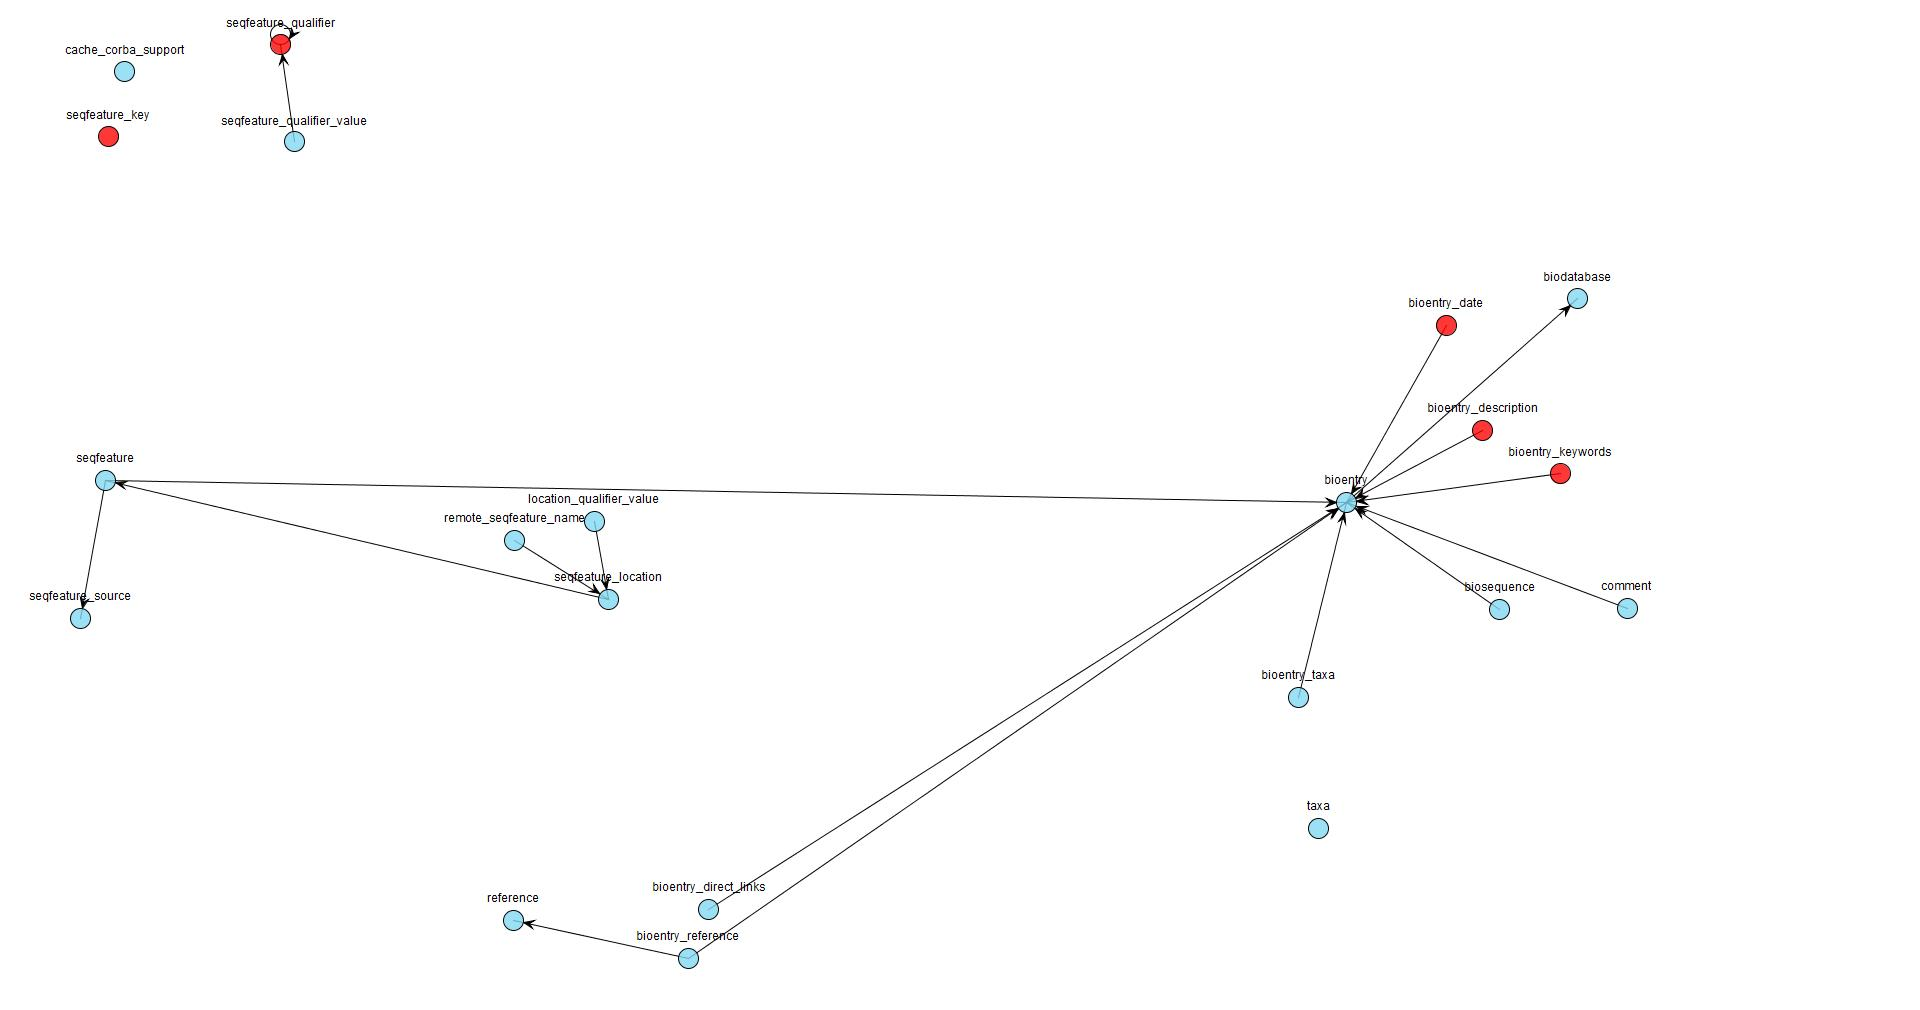 seqfeature_qualifier
cache_corba_support
seqfeature_key
seqfeature_qualifier_value
biodatabase
bioentry_date
bioentry_description
bioentry_keywords
seqfeature
bioentry
location_qualifier_value
remote_seqfeature_name
seqfeature_location
seqfeature_source
biosequence
comment
bioentry_taxa
taxa
bioentry_direct_links
reference
bioentry_reference